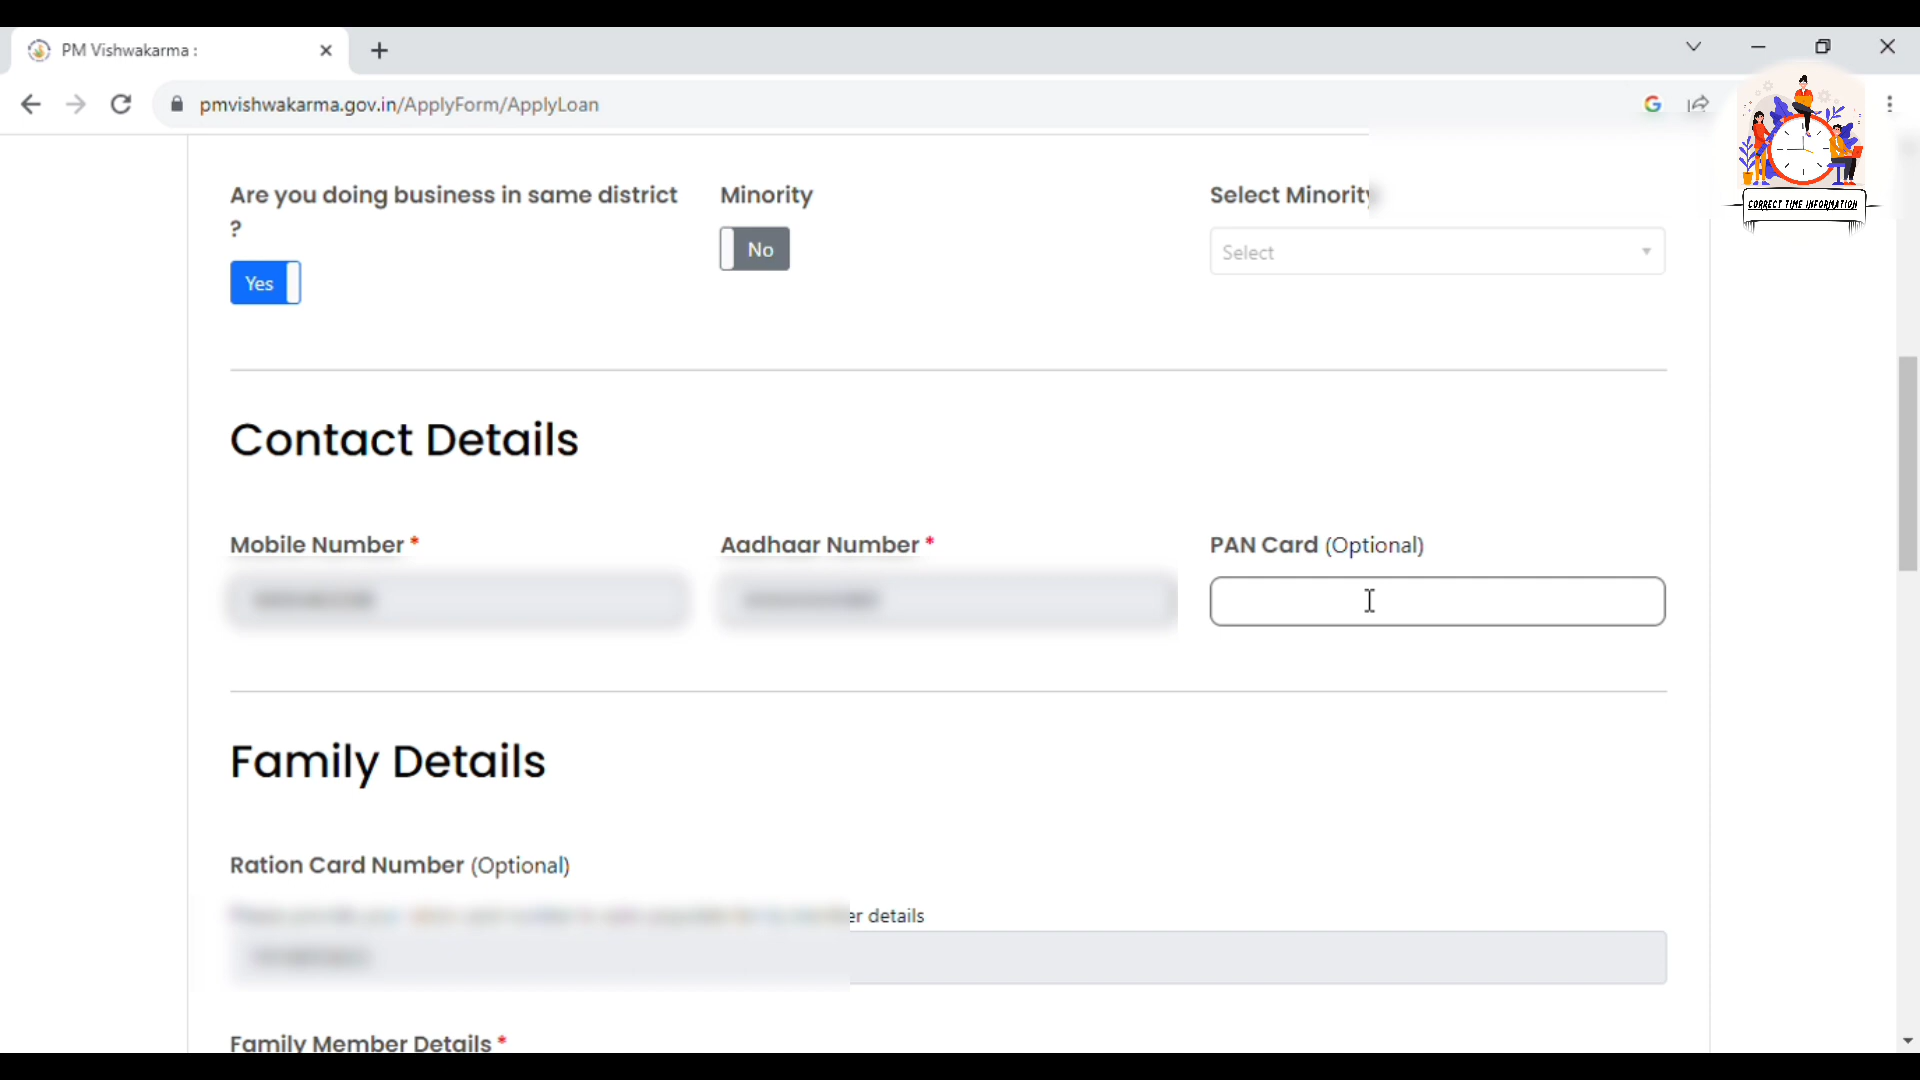 PM Vishwakarma :
pmvishwakarma.gov.in/ApplyForm/ApplyLoan
CORRECT TIME INFORMATION
Are you doing business in same district
?
Yes
Minority
No
Select Minority
Select
Contact Details
Mobile Number *
Aadhaar Number *
PAN Card (Optional)
Family Details
Ration Card Number (Optional)
details
Family Member Details *